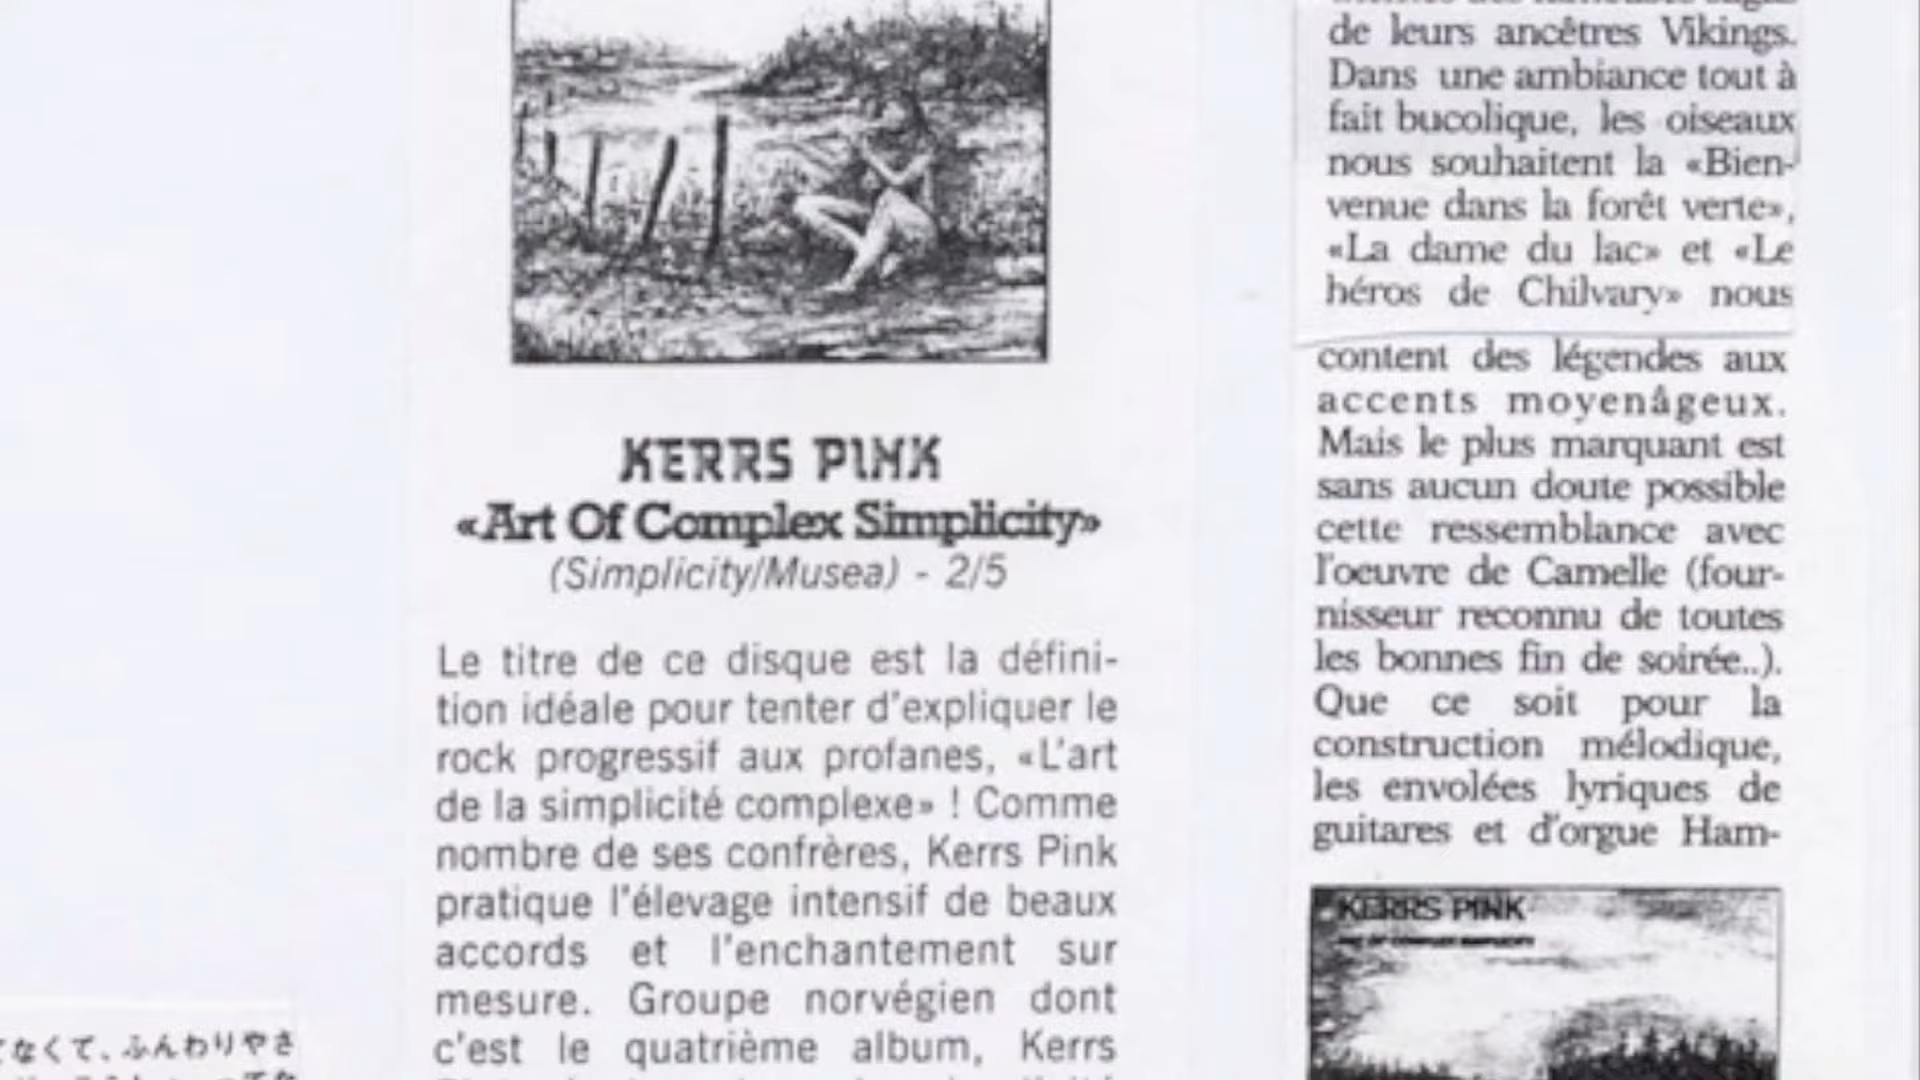 KERRS PINK
«Art Of Complex Simplicity»
(Simplicity/Musea) - 2/5
Le titre de ce disque est la défini-
tion idéale pour tenter d'expliquer le
rock progressif aux profanes, «L'art
de la simplicité complexe» ! Comme
nombre de ses confrères, Kerrs Pink
pratique l'élevage intensif de beaux
accords et l'enchantement sur
mesure. Groupe norvégien dont
c'est le quatrième album, Kerrs
de leurs ancêtres Vikings.
Dans une ambiance tout à
fait bucolique, les oiseaux
nous souhaitent la «Bien-
venue dans la forêt verte»,
«La dame du lac» et «Le
héros de Chilvary» nous
content des légendes aux
accents moyenâgeux.
Mais le plus marquant est
sans aucun doute possible
cette ressemblance avec
l'oeuvre de Camelle (four-
nisseur reconnu de toutes
les bonnes fin de soirée..).
Que ce soit pour la
construction mélodique,
les envolées lyriques de
guitares et d'orgue Ham-
KERRS PINK
ART OF COMPLEX SIMPLICITY
てなくて、ふんわりやさ